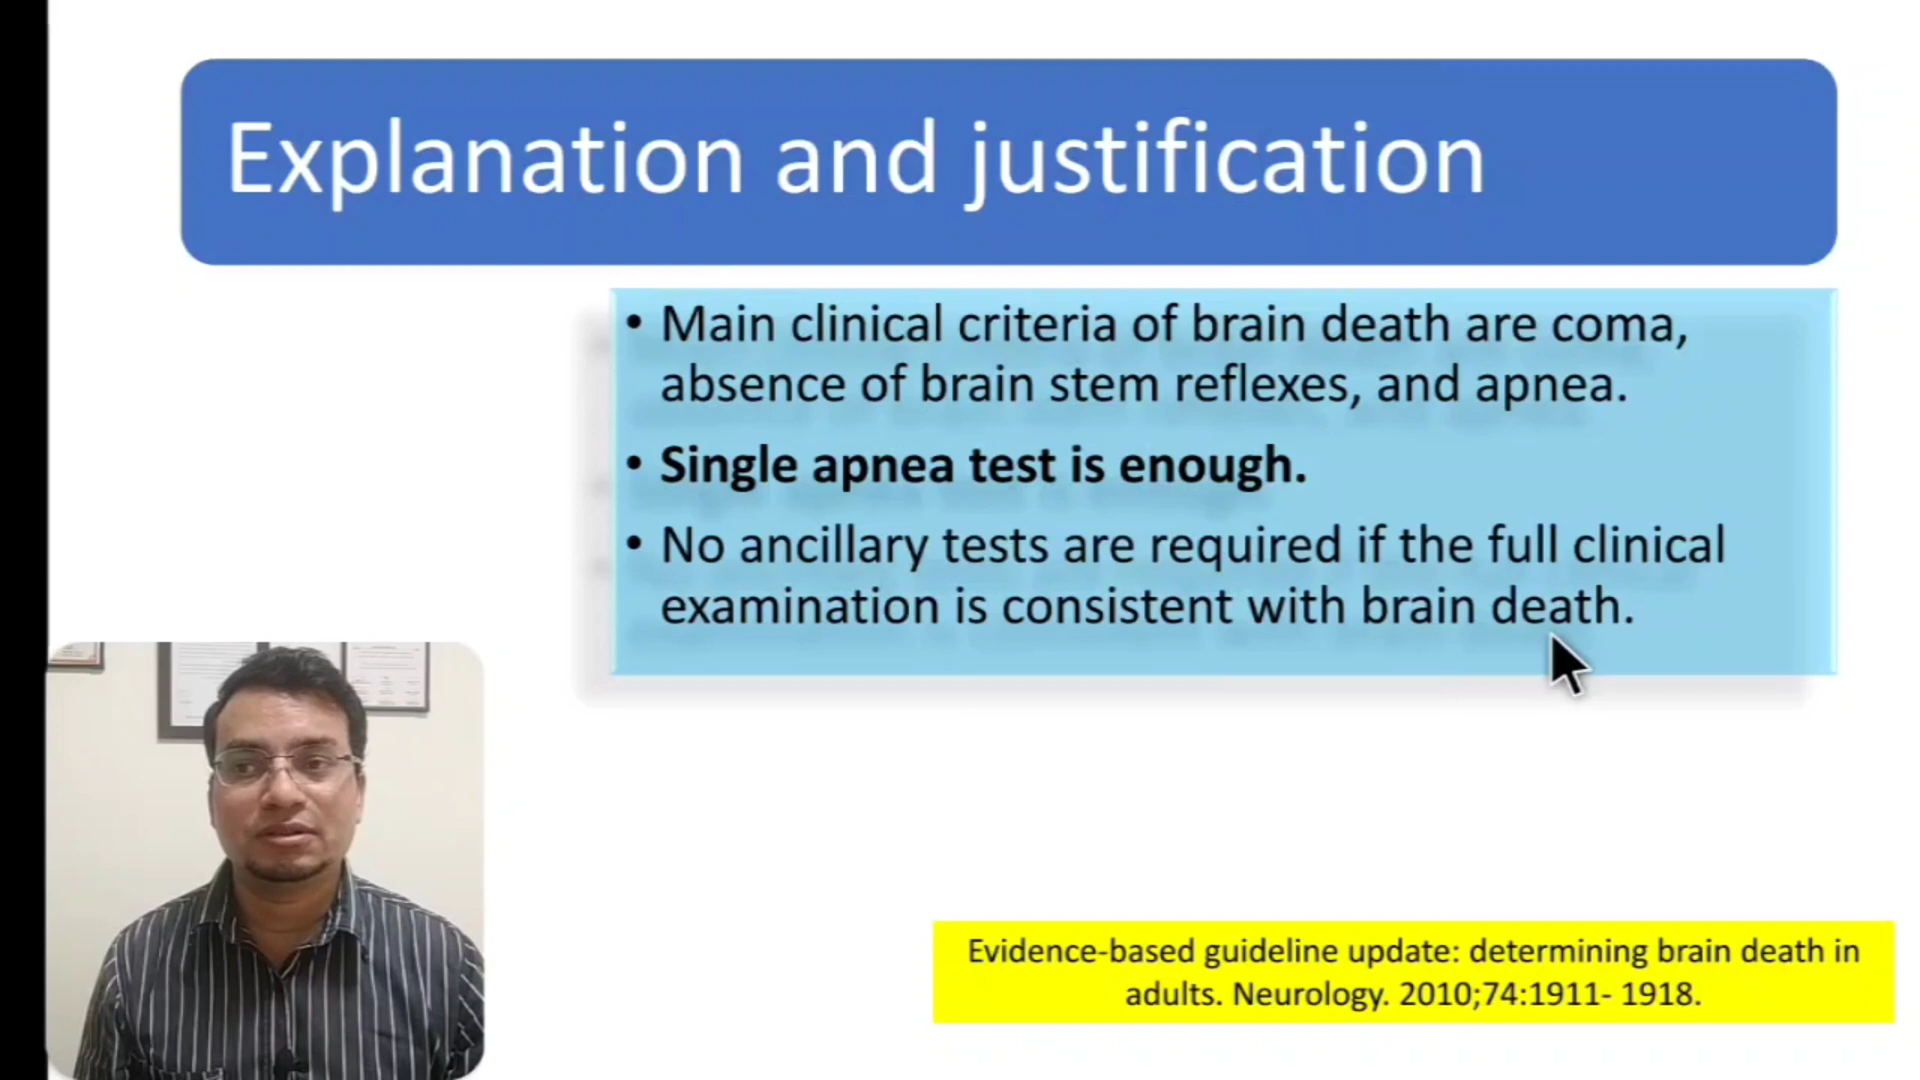 Explanation and justification
• Main clinical criteria of brain death are coma,
absence of brain stem reflexes, and apnea.
• Single apnea test is enough.
• No ancillary tests are required if the full clinical
examination is consistent with brain death.
Evidence-based guideline update: determining brain death in
adults. Neurology. 2010;74:1911- 1918.